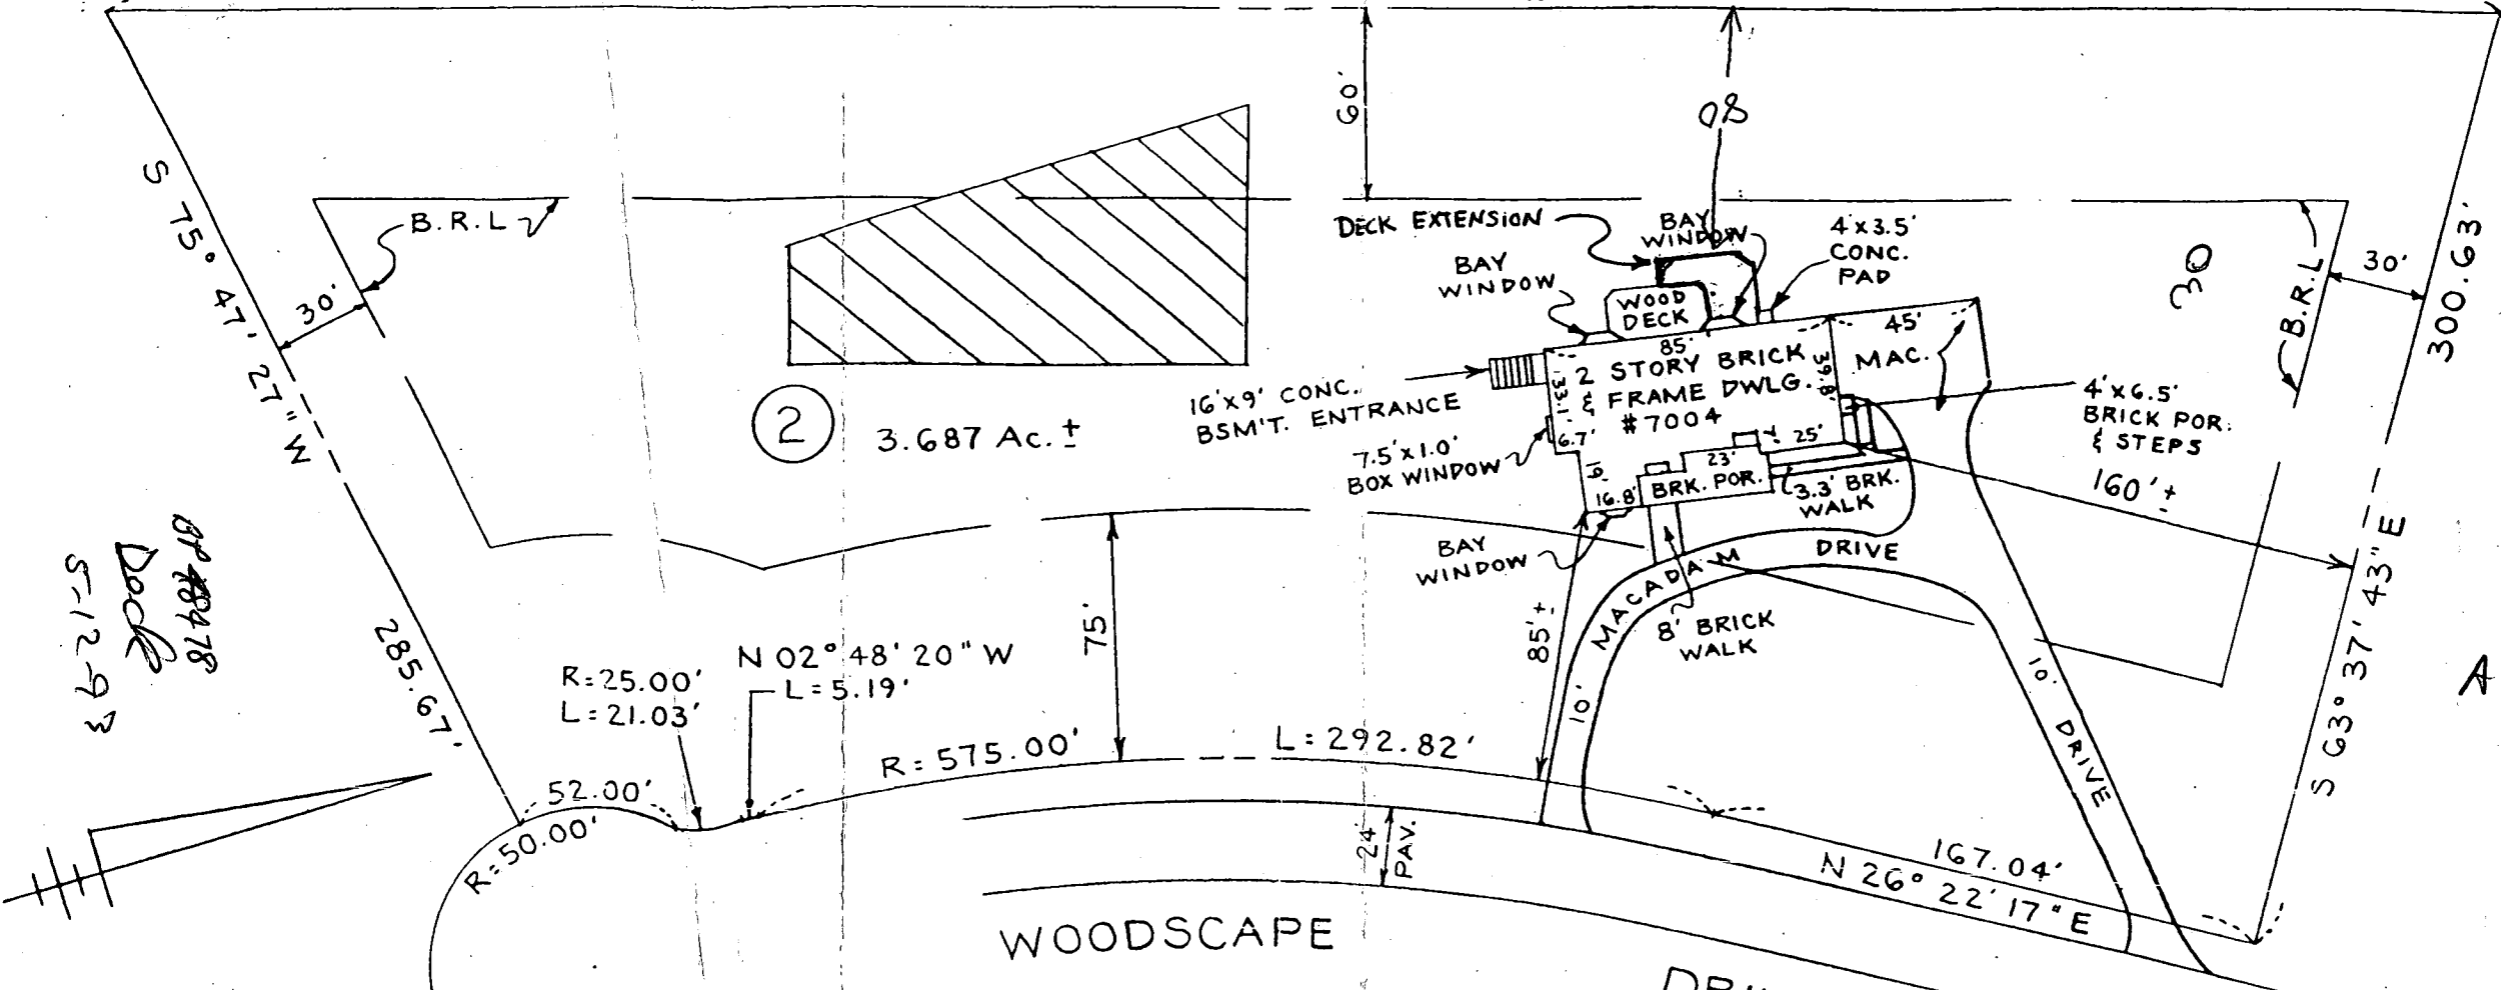 60'
80
S 75° 47' 27" W
B.R.L
30'
DECK EXTENSION
BAY
WINDOW
4'x3.5'
CONC.
PAD
BAY
WINDOW
WOOD
DECK
30
B.R.L
30'
300.63'
45'
MAC.
85'
2 STORY BRICK
& FRAME DWLG.
#7004
33.1'
39.8'
16'x9' CONC.
BSM'T. ENTRANCE
2
3.687 Ac. ±
7.5'x1.0'
BOX WINDOW
6.7'
25'
23'
BRK. POR.
16.8'
3.3' BRK.
WALK
4'x6.5'
BRICK POR.
& STEPS
160'±
BAY
WINDOW
MACADAM DRIVE
8' BRICK
WALK
85'±
75'
10'
10' DRIVE
S 63° 37' 43" E
A
Deck
5-12-93
285.67'
N 02° 48' 20" W
L=5.19'
R=25.00'
L=21.03'
R=575.00'
L=292.82'
52.00'
R=50.00'
24'
PAV.
167.04'
N 26° 22' 17" E
WOODSCAPE